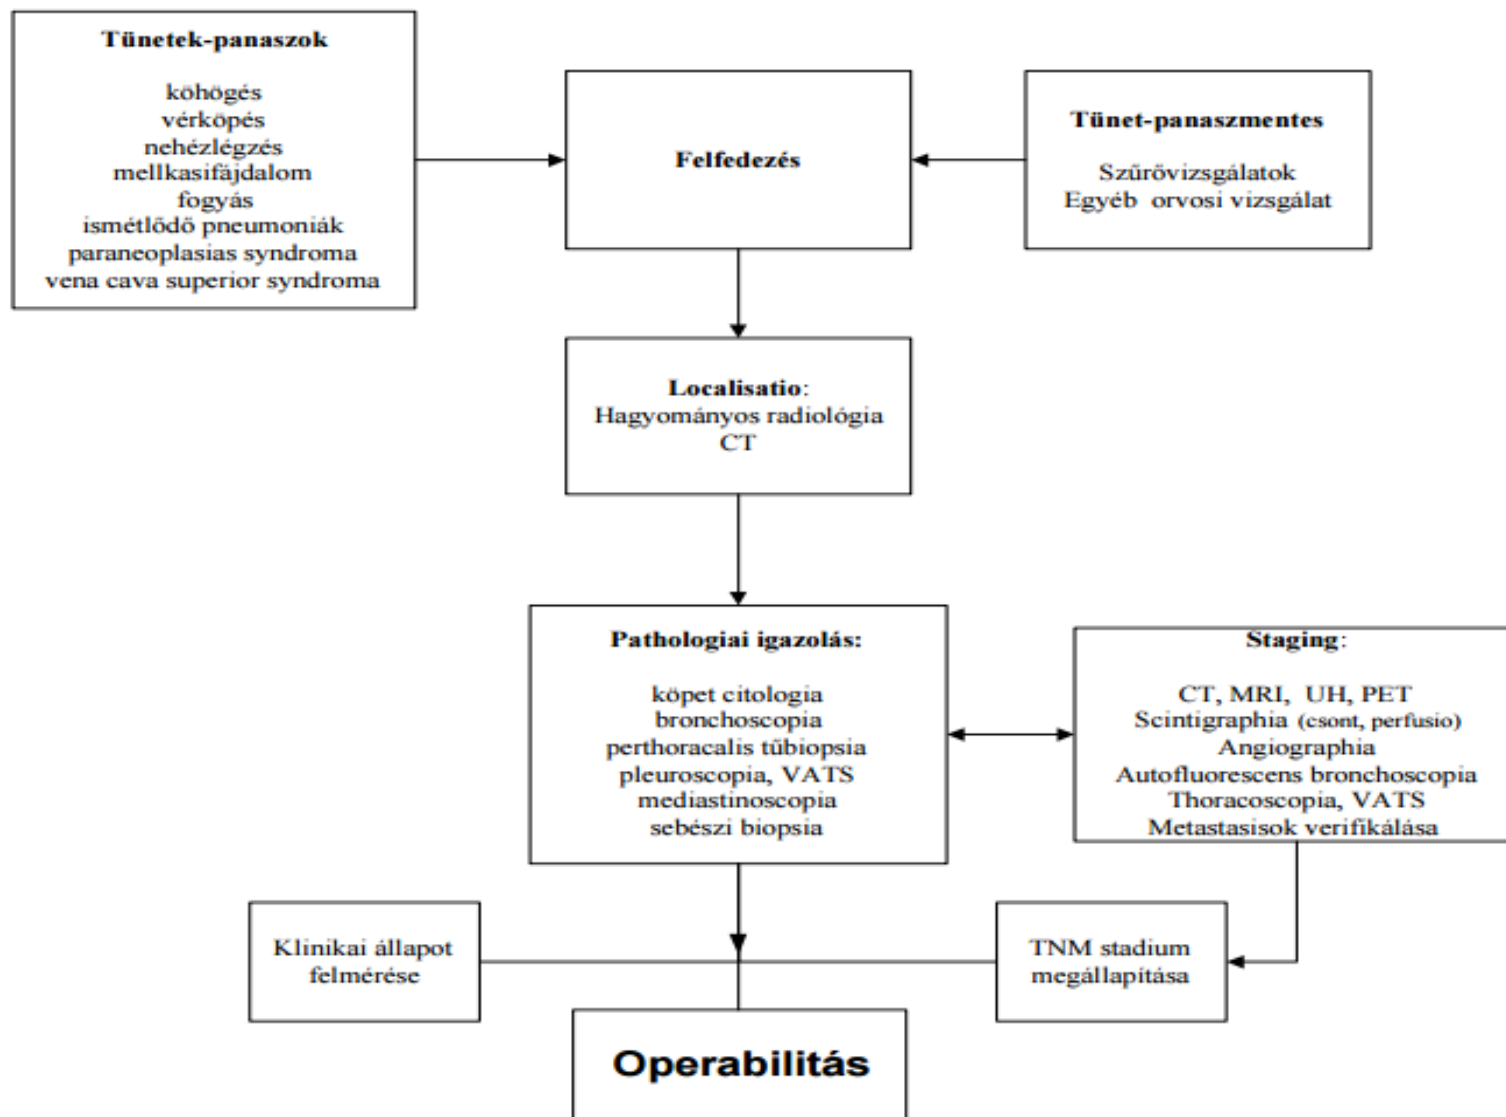 Tünetek-panaszok
köhögés
vérköpés
nehézlégzés
mellkasifájdalom
fogyás
ismétlődő pneumoniák
paraneoplasias syndroma
vena cava superior syndroma
Felfedezés
Tünet-panaszmentes
Szűrővizsgálatok
Egyéb orvosi vizsgálat
Localisatio:
Hagyományos radiológia
CT
Pathologiai igazolás:
köpet citologia
bronchoscopia
perthoracalis tűbiopsia
pleuroscopia, VATS
mediastinoscopia
sebészi biopsia
Staging:
CT, MRI, UH, PET
Scintigraphia (csont, perfusio)
Angiographia
Autofluorescens bronchoscopia
Thoracoscopia, VATS
Metastasisok verifikálása
Klinikai állapot
felmérése
TNM stadium
megállapítása
Operabilitás